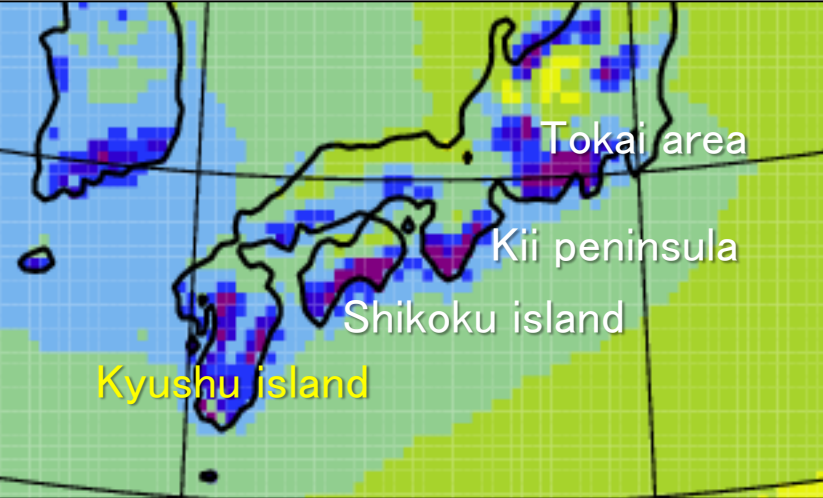 Tokai area
Kii peninsula
Shikoku island
Kyushu island